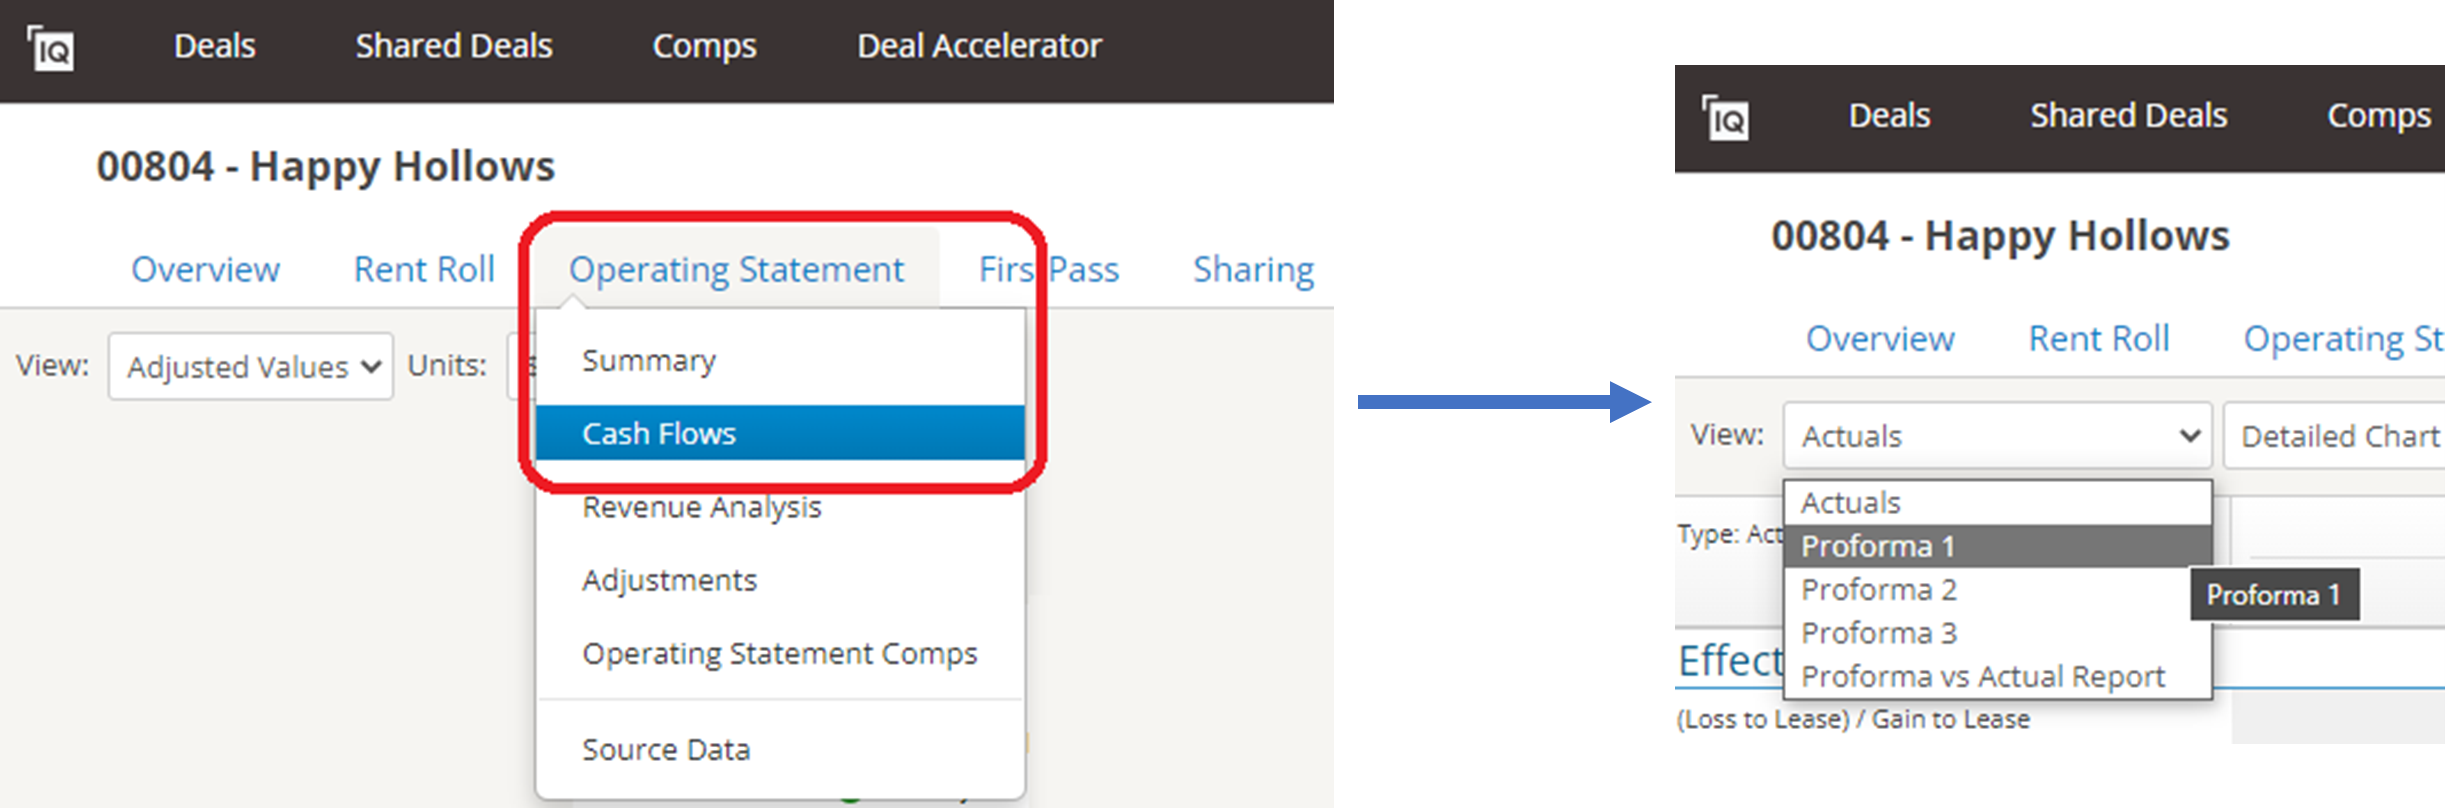 IQ Deals Shared Deals Comps Deal Accelerator
00804 - Happy Hollows
Overview Rent Roll Operating Statement Firs Pass Sharing
View: Adjusted Values Units:
Summary
Cash Flows
Revenue Analysis
Adjustments
Operating Statement Comps
Source Data
IQ Deals Shared Deals Comps
00804 - Happy Hollows
Overview Rent Roll Operating St
View: Actuals Detailed Chart
Actuals
Type: Act
Proforma 1
Proforma 2
Proforma 1
Proforma 3
Effect
Proforma vs Actual Report
(Loss to Lease) / Gain to Lease